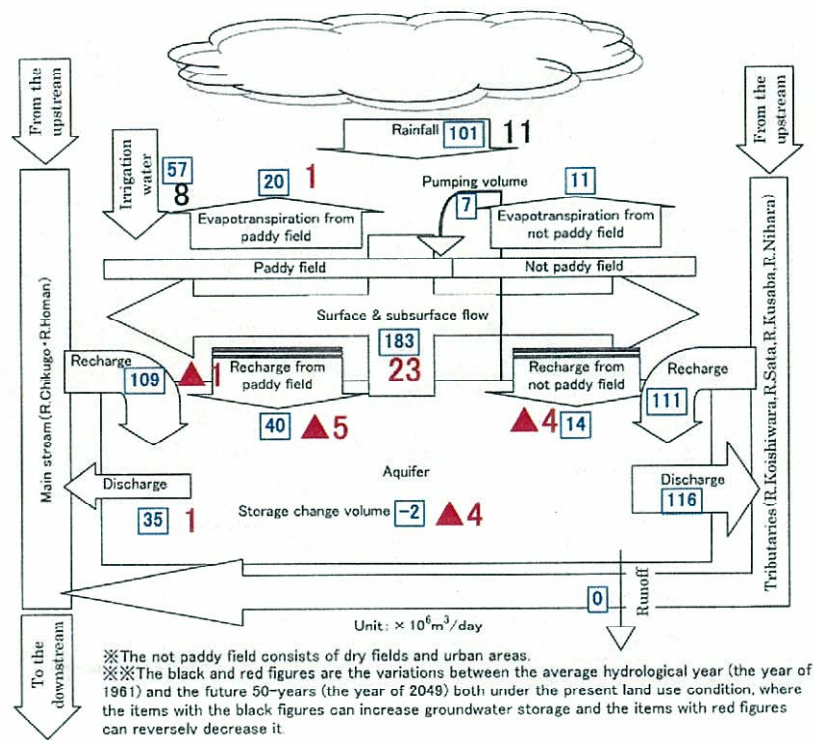 From the
upstream
From the
upstream
Rainfall 101 11
Irrigation
water
57
8
20 1
Pumping volume
7
11
Evapotranspiration from
paddy field
Evapotranspiration from
not paddy field
Paddy field
Not paddy field
Surface & subsurface flow
183
23
Recharge
109 ▲1
Recharge from
paddy field
40 ▲5
Recharge from
not paddy field
▲4 14
Recharge
111
Main stream(R.Chikugo・R.Homan)
Tributaries(R.Koishiwara,R.Sata,R.Kusaba,R.Nihara)
Aquifer
Discharge
35 1
Storage change volume -2 ▲4
Discharge
116
0
Runoff
Unit: ×10⁶m³/day
To the
downstream
※The not paddy field consists of dry fields and urban areas.
※※The black and red figures are the variations between the average hydrological year (the year of
1961) and the future 50-years (the year of 2049) both under the present land use condition, where
the items with the black figures can increase groundwater storage and the items with red figures
can reversely decrease it.